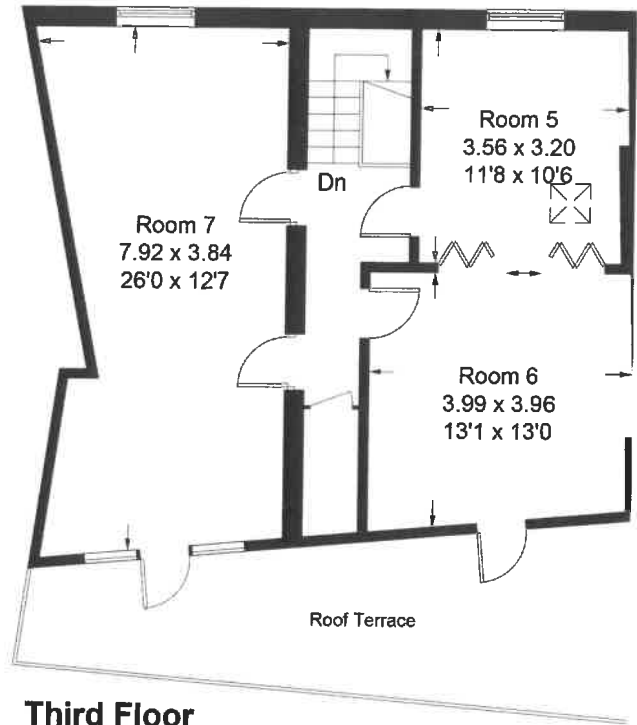 Room 5
3.56 x 3.20
11'8 x 10'6
Dn
Room 7
7.92 x 3.84
26'0 x 12'7
Room 6
3.99 x 3.96
13'1 x 13'0
Roof Terrace
Third Floor